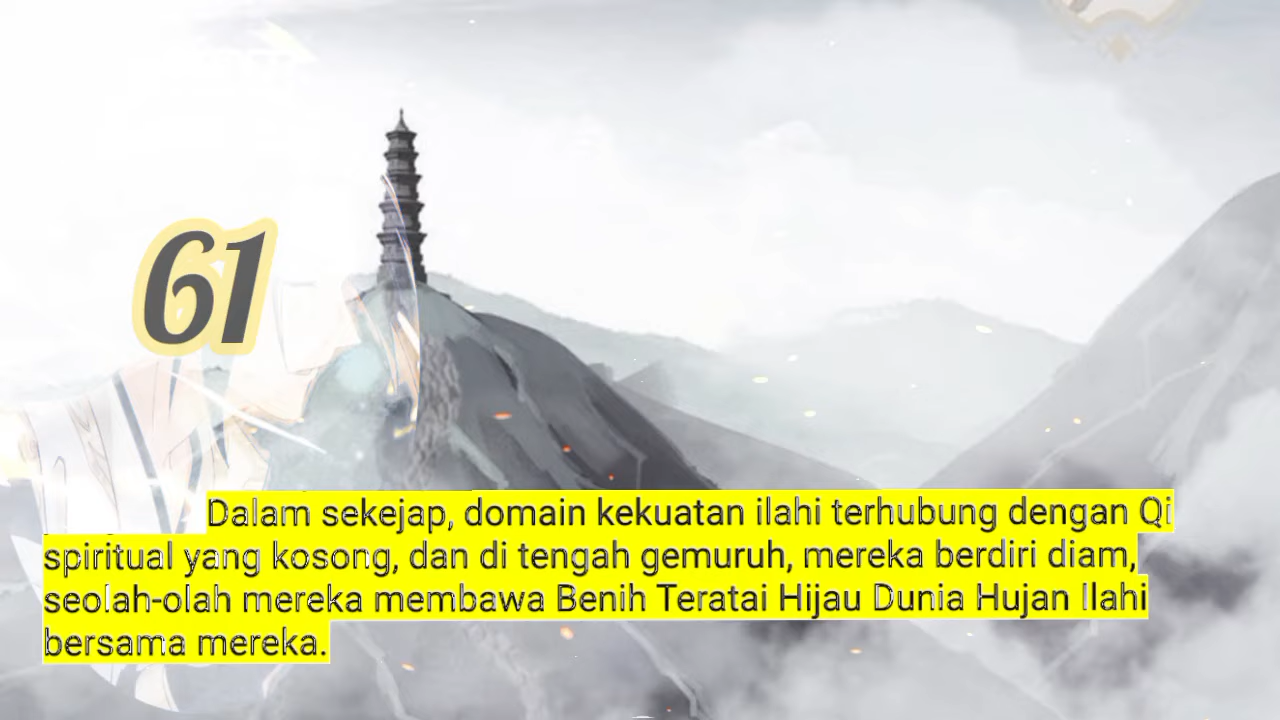 61
Dalam sekejap, domain kekuatan ilahi terhubung dengan Qi
spiritual yang kosong, dan di tengah gemuruh, mereka berdiri diam,
seolah-olah mereka membawa Benih Teratai Hijau Dunia Hujan Ilahi
bersama mereka.